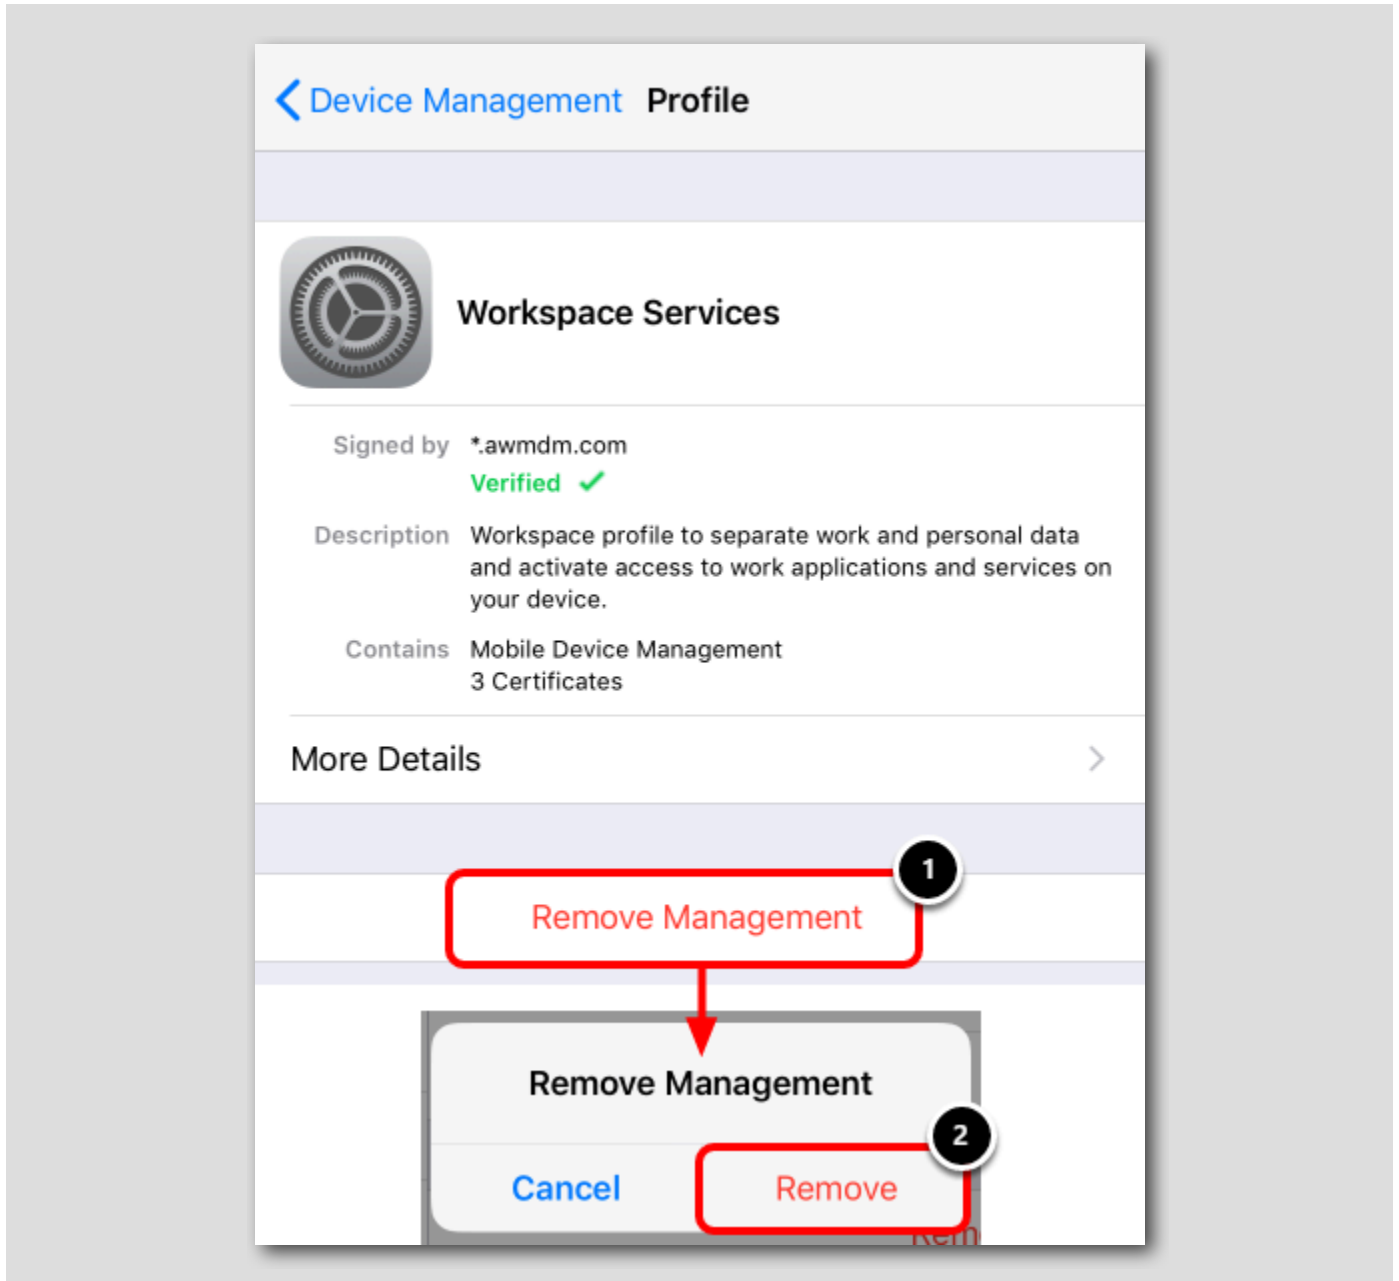 Device Management Profile
Workspace Services
Signed by *.awmdm.com
Verified
Description Workspace profile to separate work and personal data
and activate access to work applications and services on
your device.
Contains Mobile Device Management
3 Certificates
More Details
1
Remove Management
Remove Management
2
Cancel Remove